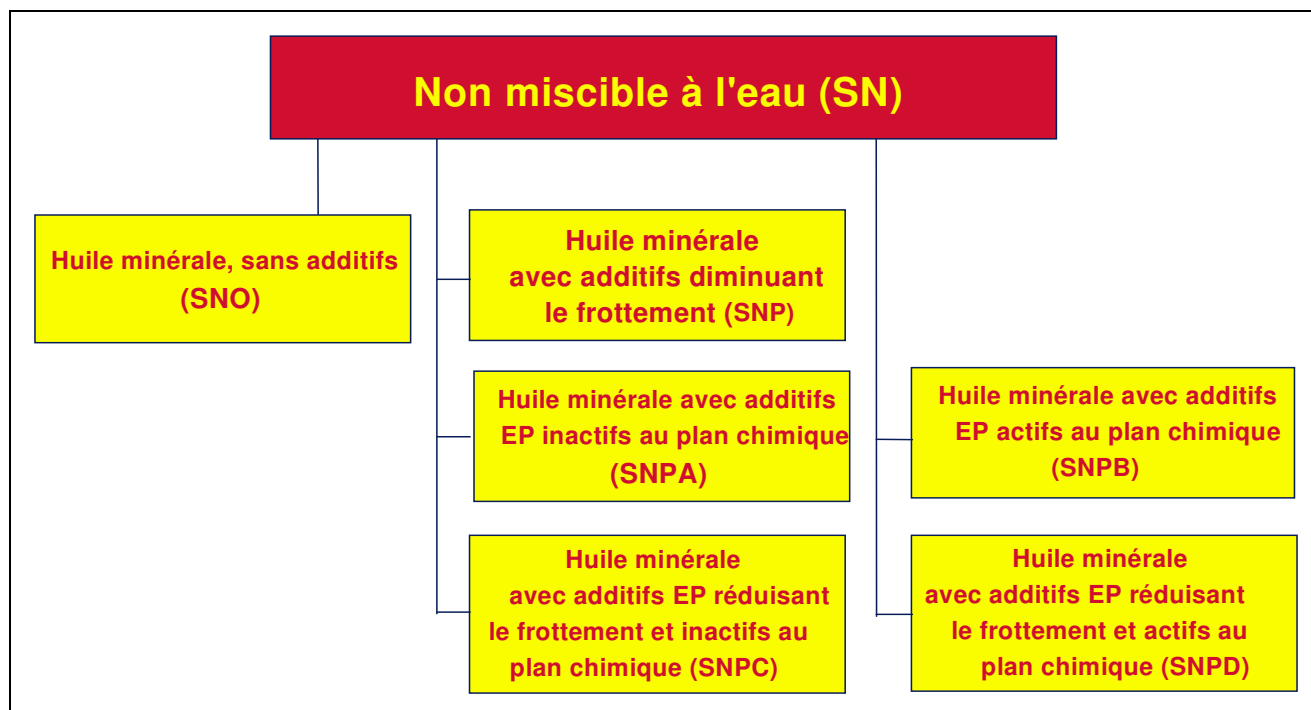 Non miscible à l'eau (SN)
Huile minérale, sans additifs
(SNO)
Huile minérale
avec additifs diminuant
le frottement (SNP)
Huile minérale avec additifs
EP inactifs au plan chimique
(SNPA)
Huile minérale avec additifs
EP actifs au plan chimique
(SNPB)
Huile minérale
avec additifs EP réduisant
le frottement et inactifs au
plan chimique (SNPC)
Huile minérale
avec additifs EP réduisant
le frottement et actifs au
plan chimique (SNPD)